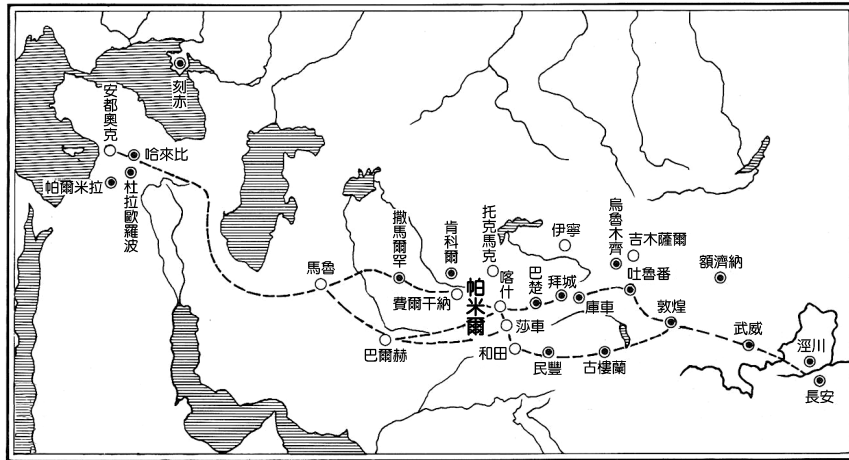 刻赤
安都奧克
哈來比
帕爾米拉
杜拉歐羅波
馬魯
撒馬爾罕
肯科爾
費爾干納
帕米爾
托克馬克
喀什
巴楚
拜城
伊寧
庫車
烏魯木齊
吉木薩爾
吐魯番
額濟納
敦煌
武威
涇川
長安
巴爾赫
莎車
和田
民豐
古樓蘭